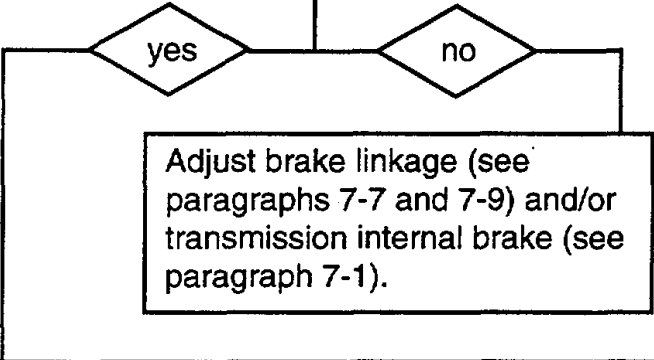 yes
no
Adjust brake linkage (see
paragraphs 7-7 and 7-9) and/or
transmission internal brake (see
paragraph 7-1).